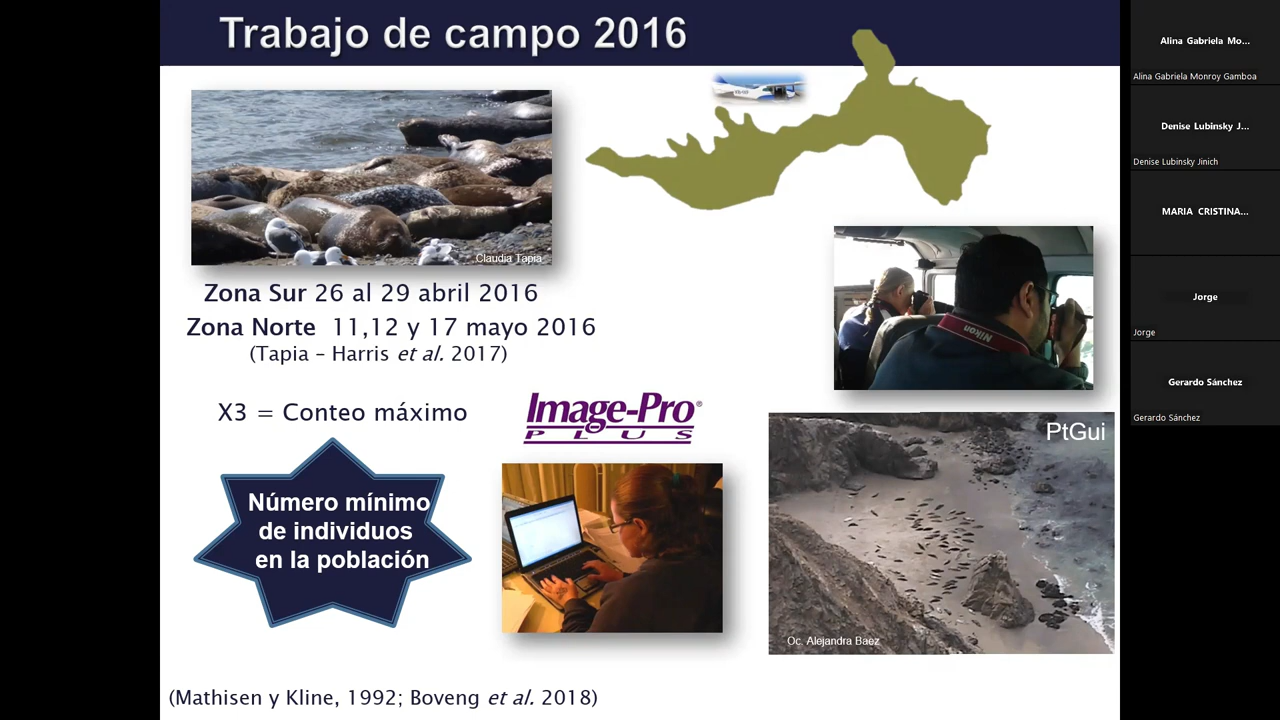 Trabajo de campo 2016
Claudia Tapia
Zona Sur 26 al 29 abril 2016
Zona Norte 11,12 y 17 mayo 2016
(Tapia – Harris et al. 2017)
Nikon
X3 = Conteo máximo
Image-Pro®
PLUS
PtGui
Número mínimo
de individuos
en la población
Oc. Alejandra Baez
(Mathisen y Kline, 1992; Boveng et al. 2018)
Alina Gabriela Mo...
Alina Gabriela Monroy Gamboa
Denise Lubinsky J...
Denise Lubinsky Jinich
MARIA CRISTINA...
Jorge
Jorge
Gerardo Sánchez
Gerardo Sánchez